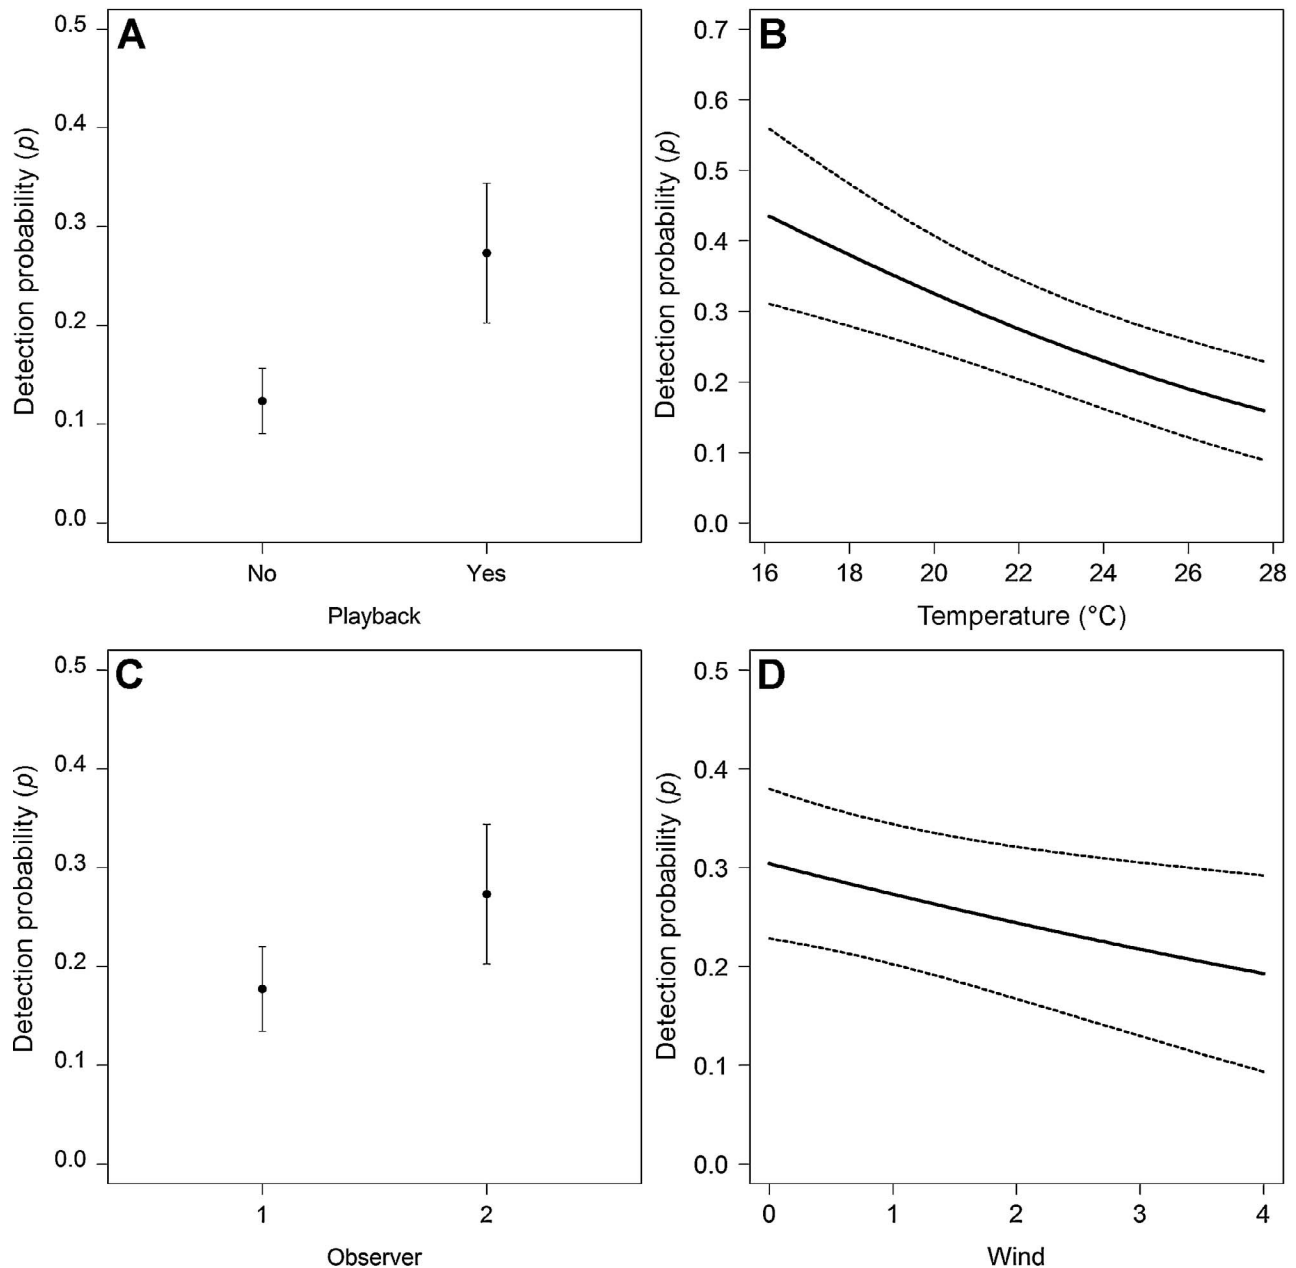 A
Detection probability (p)
0.5
0.4
0.3
0.2
0.1
0.0
No Yes
Playback
B
Detection probability (p)
0.7
0.6
0.5
0.4
0.3
0.2
0.1
0.0
16 18 20 22 24 26 28
Temperature (°C)
C
Detection probability (p)
0.5
0.4
0.3
0.2
0.1
0.0
1 2
Observer
D
Detection probability (p)
0.5
0.4
0.3
0.2
0.1
0.0
0 1 2 3 4
Wind